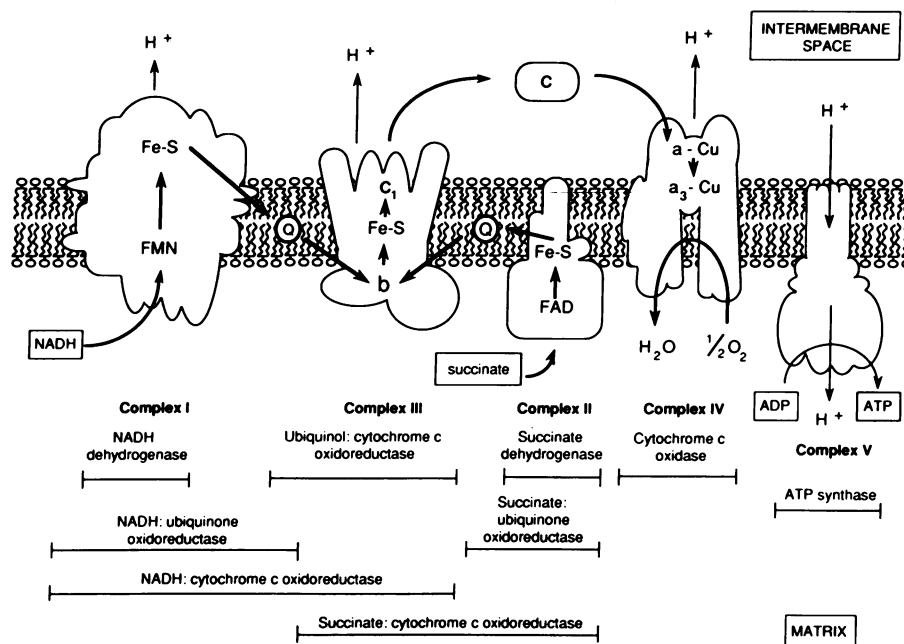 INTERMEMBRANE
SPACE
H +
H +
H +
H +
C
Fe-S
FMN
NADH
Q
C1
Fe-S
b
Q
Fe-S
FAD
succinate
a - Cu
a3 - Cu
H2O
½O2
ADP
H +
ATP
Complex I
Complex III
Complex II
Complex IV
Complex V
NADH
dehydrogenase
Ubiquinol: cytochrome c
oxidoreductase
Succinate
dehydrogenase
Cytochrome c
oxidase
ATP synthase
NADH: ubiquinone
oxidoreductase
Succinate:
ubiquinone
oxidoreductase
NADH: cytochrome c oxidoreductase
Succinate: cytochrome c oxidoreductase
MATRIX